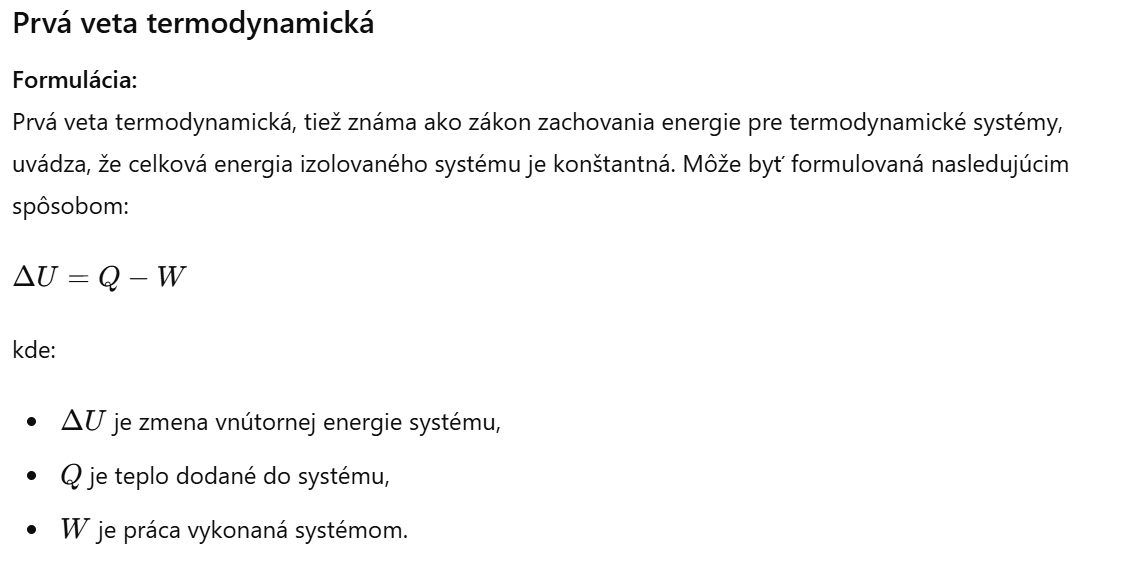 Prvá veta termodynamická
Formulácia:
Prvá veta termodynamická, tiež známa ako zákon zachovania energie pre termodynamické systémy,
uvádza, že celková energia izolovaného systému je konštantná. Môže byť formulovaná nasledujúcim
spôsobom:
ΔU = Q − W
kde:
• ΔU je zmena vnútornej energie systému,
• Q je teplo dodané do systému,
• W je práca vykonaná systémom.